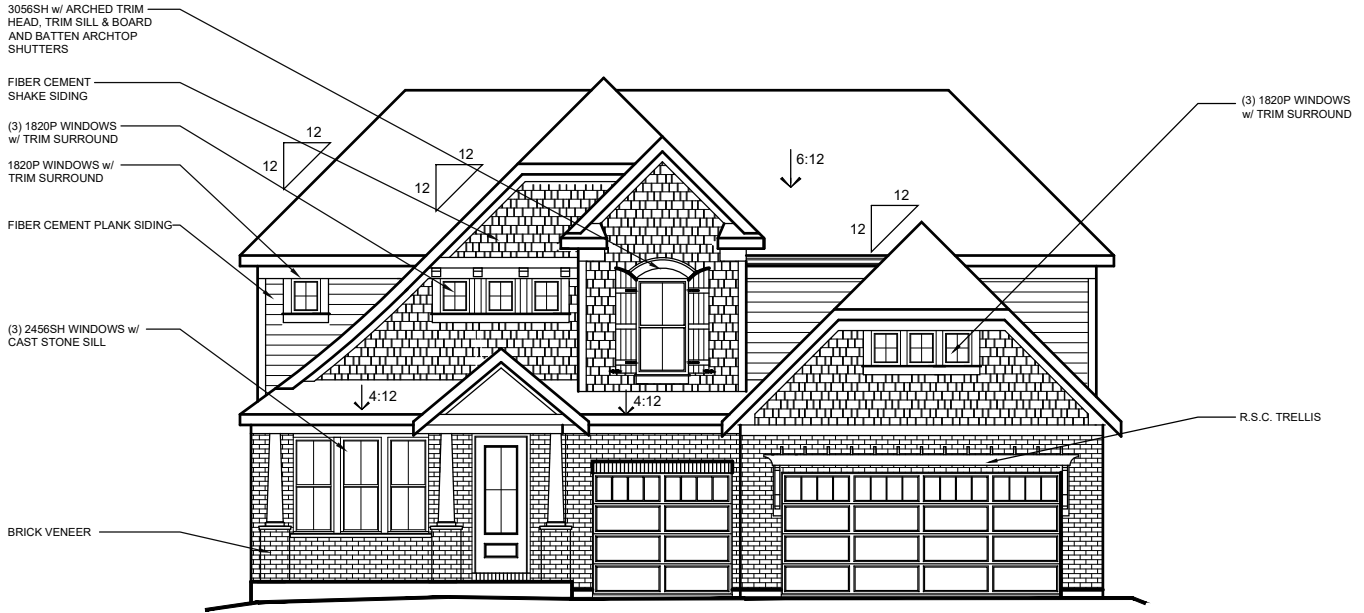 3056SH w/ ARCHED TRIM
HEAD, TRIM SILL & BOARD
AND BATTEN ARCHTOP
SHUTTERS
FIBER CEMENT
SHAKE SIDING
(3) 1820P WINDOWS
w/ TRIM SURROUND
1820P WINDOWS w/
TRIM SURROUND
FIBER CEMENT PLANK SIDING
(3) 2456SH WINDOWS w/
CAST STONE SILL
BRICK VENEER
12
12
12
12
6:12
12
12
4:12
4:12
(3) 1820P WINDOWS
w/ TRIM SURROUND
R.S.C. TRELLIS